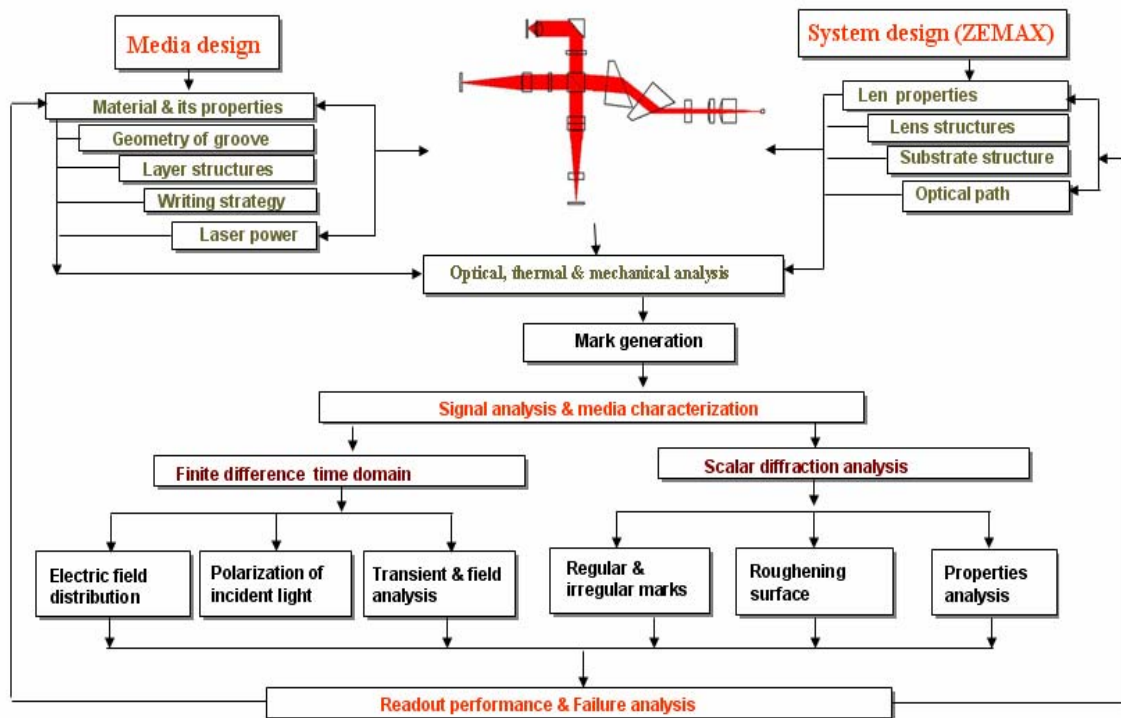 Media design
System design (ZEMAX)
Material & its properties
Geometry of groove
Layer structures
Writing strategy
Laser power
Len properties
Lens structures
Substrate structure
Optical path
Optical, thermal & mechanical analysis
Mark generation
Signal analysis & media characterization
Finite difference time domain
Scalar diffraction analysis
Electric field
distribution
Polarization of
incident light
Transient & field
analysis
Regular &
irregular marks
Roughening
surface
Properties
analysis
Readout performance & Failure analysis